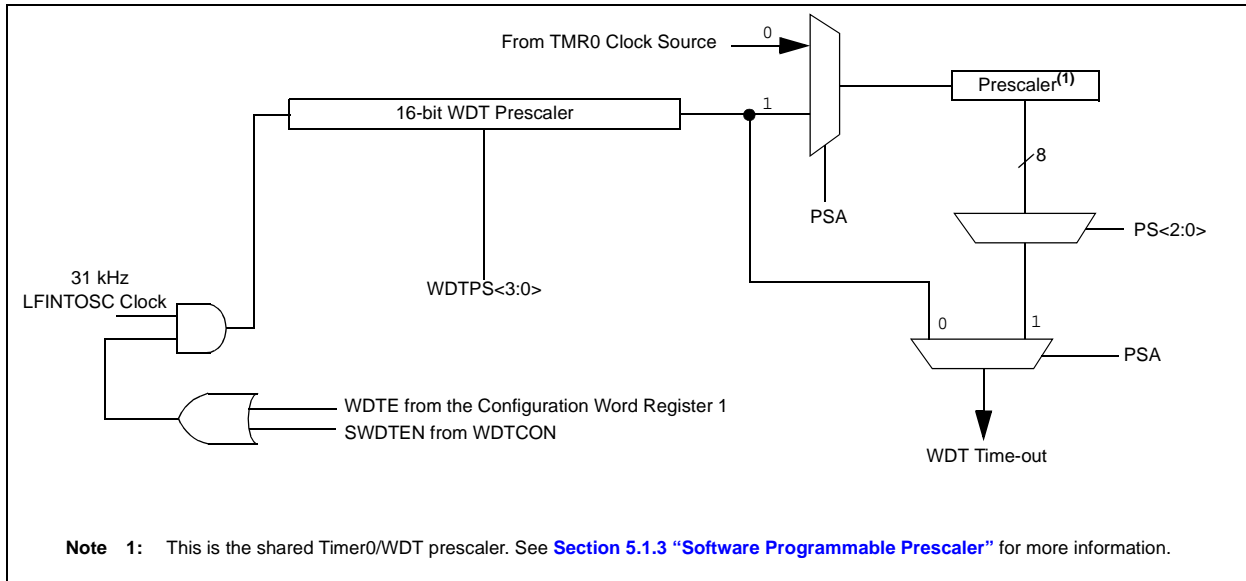 From TMR0 Clock Source
0
Prescaler(1)
16-bit WDT Prescaler
1
8
PSA
PS<2:0>
31 kHz
LFINTOSC Clock
WDTPS<3:0>
0
1
PSA
WDTE from the Configuration Word Register 1
SWDTEN from WDTCON
WDT Time-out
Note 1: This is the shared Timer0/WDT prescaler. See Section 5.1.3 “Software Programmable Prescaler” for more information.